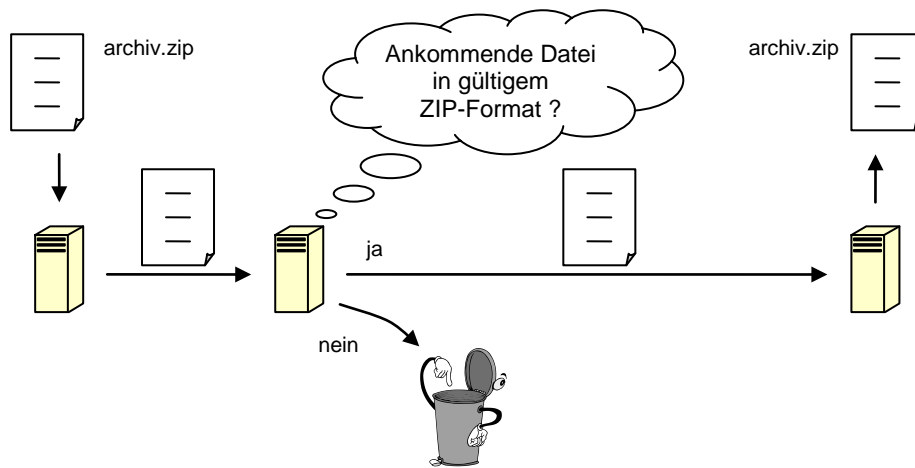 archiv.zip
Ankommende Datei
in gültigem
ZIP-Format ?
archiv.zip
ja
nein